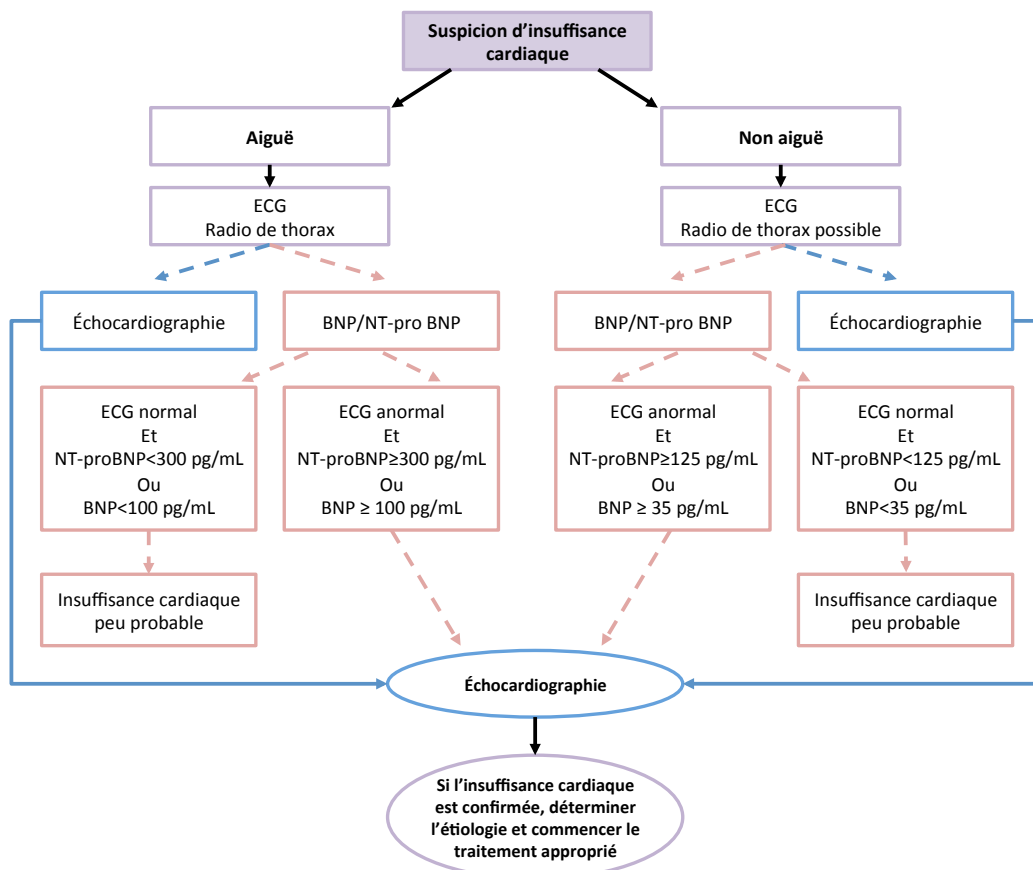 Suspicion d’insuffisance
cardiaque
Aiguë
Non aiguë
ECG
Radio de thorax
ECG
Radio de thorax possible
Échocardiographie
BNP/NT-pro BNP
BNP/NT-pro BNP
Échocardiographie
ECG normal
Et
NT-proBNP<300 pg/mL
Ou
BNP<100 pg/mL
ECG anormal
Et
NT-proBNP≥300 pg/mL
Ou
BNP ≥ 100 pg/mL
ECG anormal
Et
NT-proBNP≥125 pg/mL
Ou
BNP ≥ 35 pg/mL
ECG normal
Et
NT-proBNP<125 pg/mL
Ou
BNP<35 pg/mL
Insuffisance cardiaque
peu probable
Insuffisance cardiaque
peu probable
Échocardiographie
Si l’insuffisance cardiaque
est confirmée, déterminer
l’étiologie et commencer le
traitement approprié